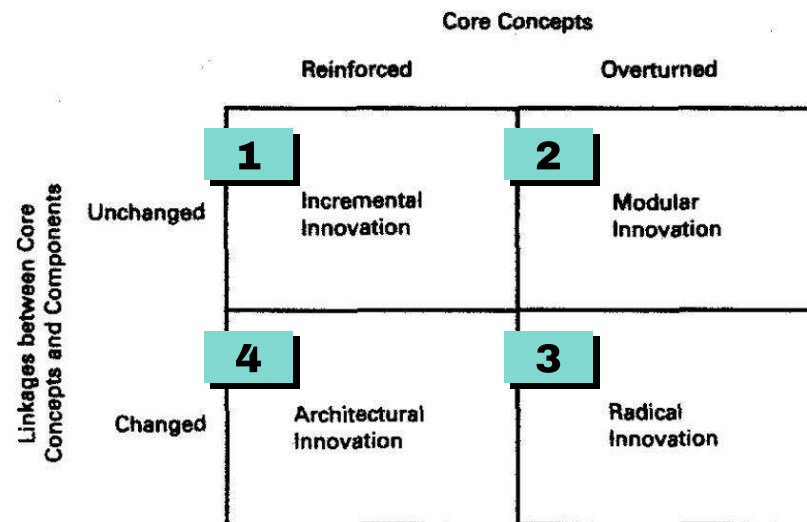 Core Concepts
Reinforced Overturned
1 2
Unchanged
Incremental
Innovation
Modular
Innovation
Linkages between Core
Concepts and Components
4 3
Changed
Architectural
Innovation
Radical
Innovation